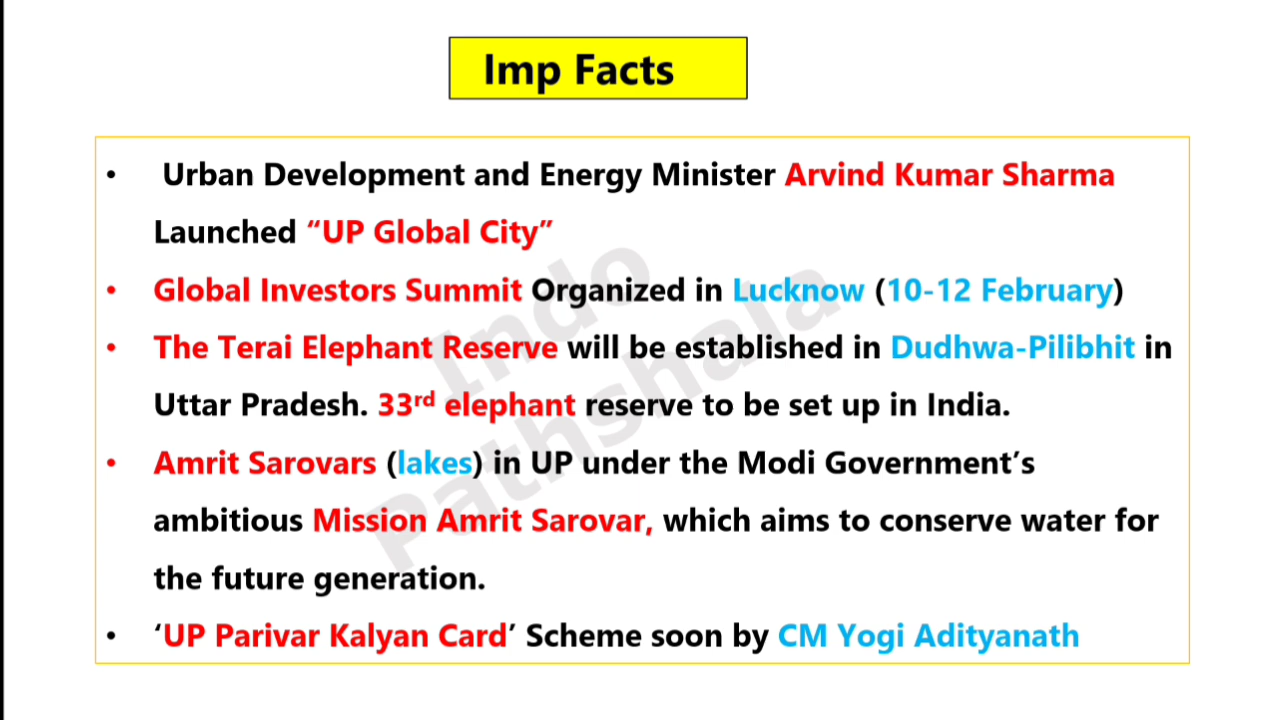 Imp Facts
• Urban Development and Energy Minister Arvind Kumar Sharma
Launched “UP Global City”
• Global Investors Summit Organized in Lucknow (10-12 February)
• The Terai Elephant Reserve will be established in Dudhwa-Pilibhit in
Uttar Pradesh. 33rd elephant reserve to be set up in India.
• Amrit Sarovars (lakes) in UP under the Modi Government’s
ambitious Mission Amrit Sarovar, which aims to conserve water for
the future generation.
• ‘UP Parivar Kalyan Card’ Scheme soon by CM Yogi Adityanath
Indo
Pathshala